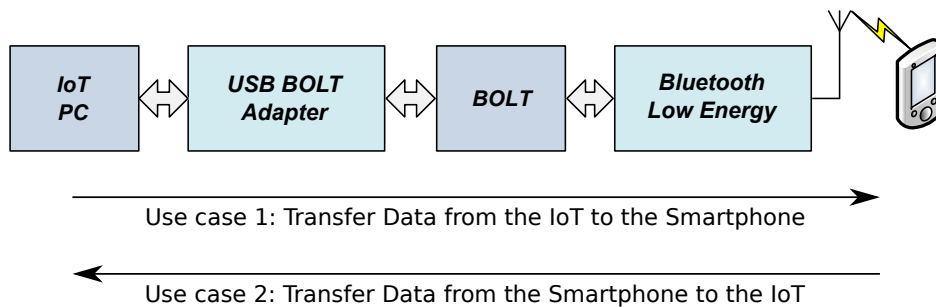 IoT
PC
USB BOLT
Adapter
BOLT
Bluetooth
Low Energy
Use case 1: Transfer Data from the IoT to the Smartphone
Use case 2: Transfer Data from the Smartphone to the IoT